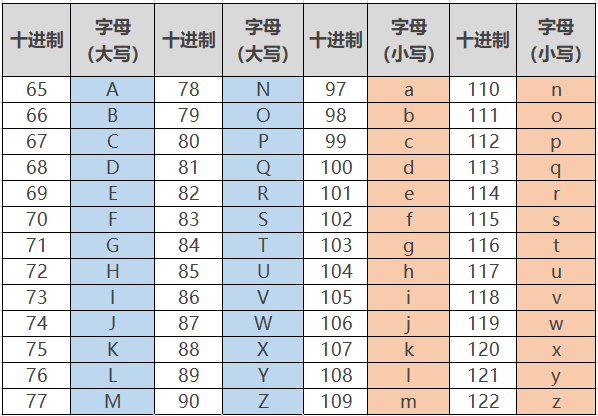 十进制 字母（大写） 十进制 字母（大写） 十进制 字母（小写） 十进制 字母（小写）
65 A 78 N 97 a 110 n
66 B 79 O 98 b 111 o
67 C 80 P 99 c 112 p
68 D 81 Q 100 d 113 q
69 E 82 R 101 e 114 r
70 F 83 S 102 f 115 s
71 G 84 T 103 g 116 t
72 H 85 U 104 h 117 u
73 I 86 V 105 i 118 v
74 J 87 W 106 j 119 w
75 K 88 X 107 k 120 x
76 L 89 Y 108 l 121 y
77 M 90 Z 109 m 122 z